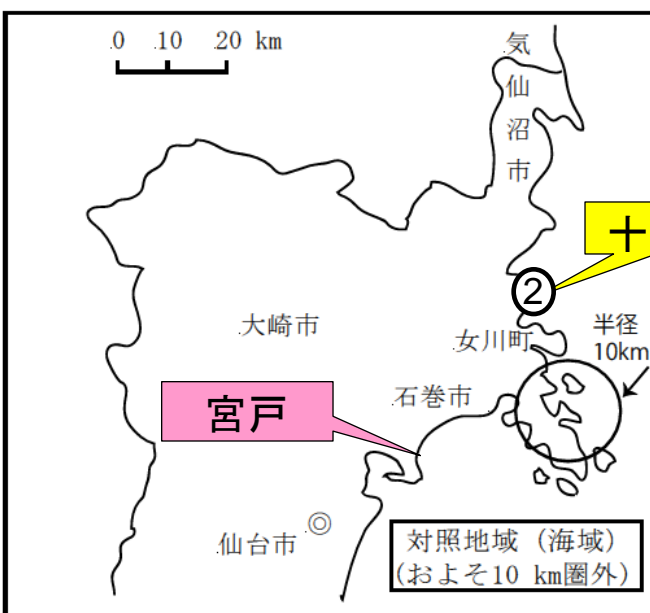 .0 .10 .20 km
気仙沼市
十
②
.大崎市
女川町
半径
10km
宮戸
石巻市
仙台市
◎
対照地域（海域）
(およそ10 km圏外)